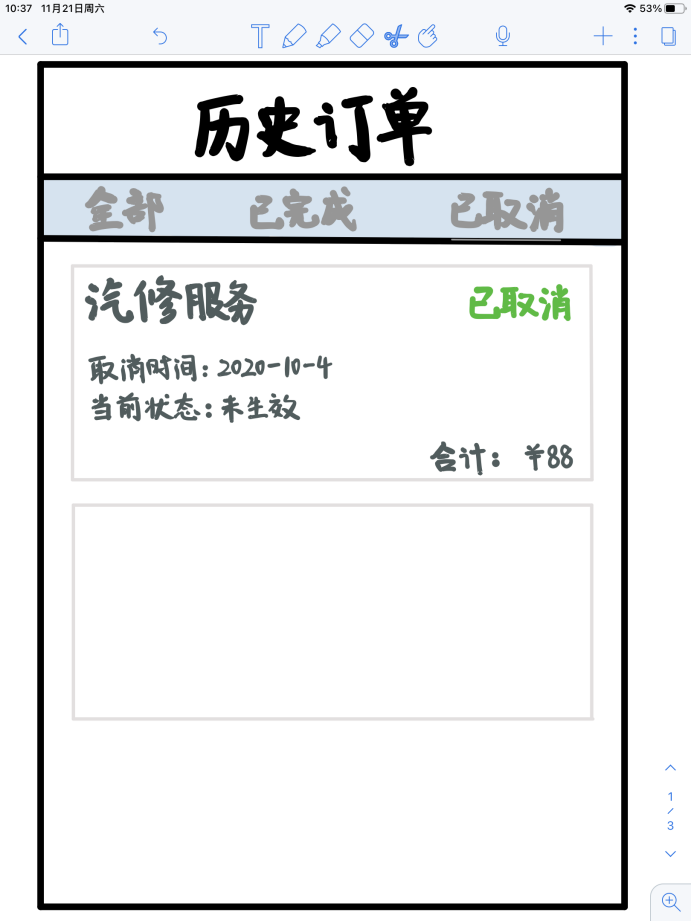 10:37 11月21日周六 53%
历史订单
全部 已完成 已取消
汽修服务 已取消
取消时间：2020-10-4
当前状态：未生效
合计：￥88
1
/
3